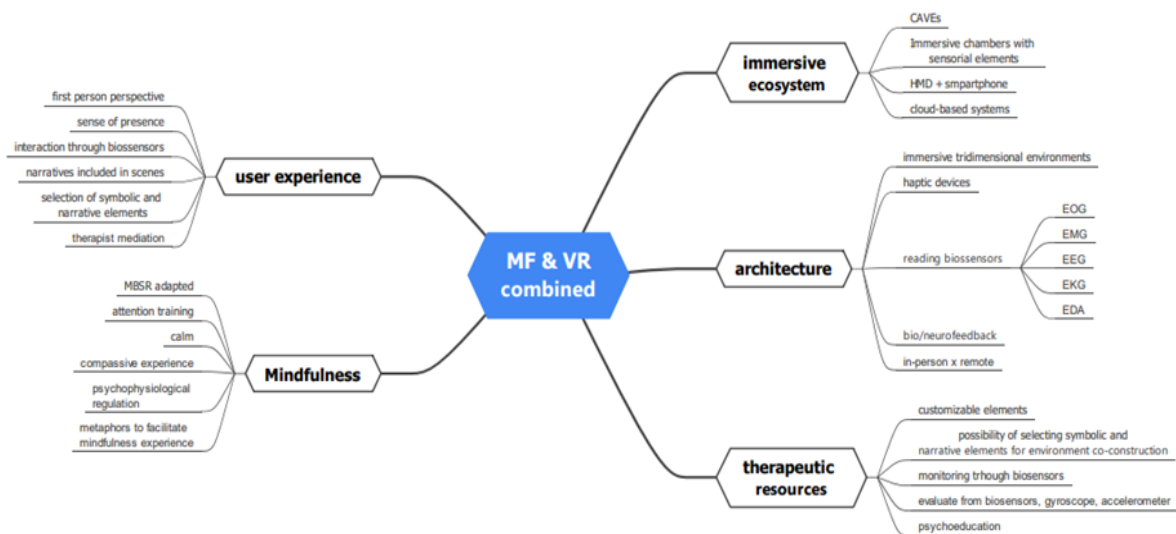 MF & VR
combined
user experience
first person perspective
sense of presence
interaction through biossensors
narratives included in scenes
selection of symbolic and
narrative elements
therapist mediation
Mindfulness
MBSR adapted
attention training
calm
compassive experience
psychophysiological
regulation
metaphors to facilitate
mindfulness experience
immersive
ecosystem
CAVEs
Immersive chambers with
sensorial elements
HMD + smpartphone
cloud-based systems
architecture
immersive tridimensional environments
haptic devices
reading biossensors
EOG
EMG
EEG
EKG
EDA
bio/neurofeedback
in-person x remote
therapeutic
resources
customizable elements
possibility of selecting symbolic and
narrative elements for environment co-construction
monitoring trhough biosensors
evaluate from biosensors, gyroscope, accelerometer
psychoeducation